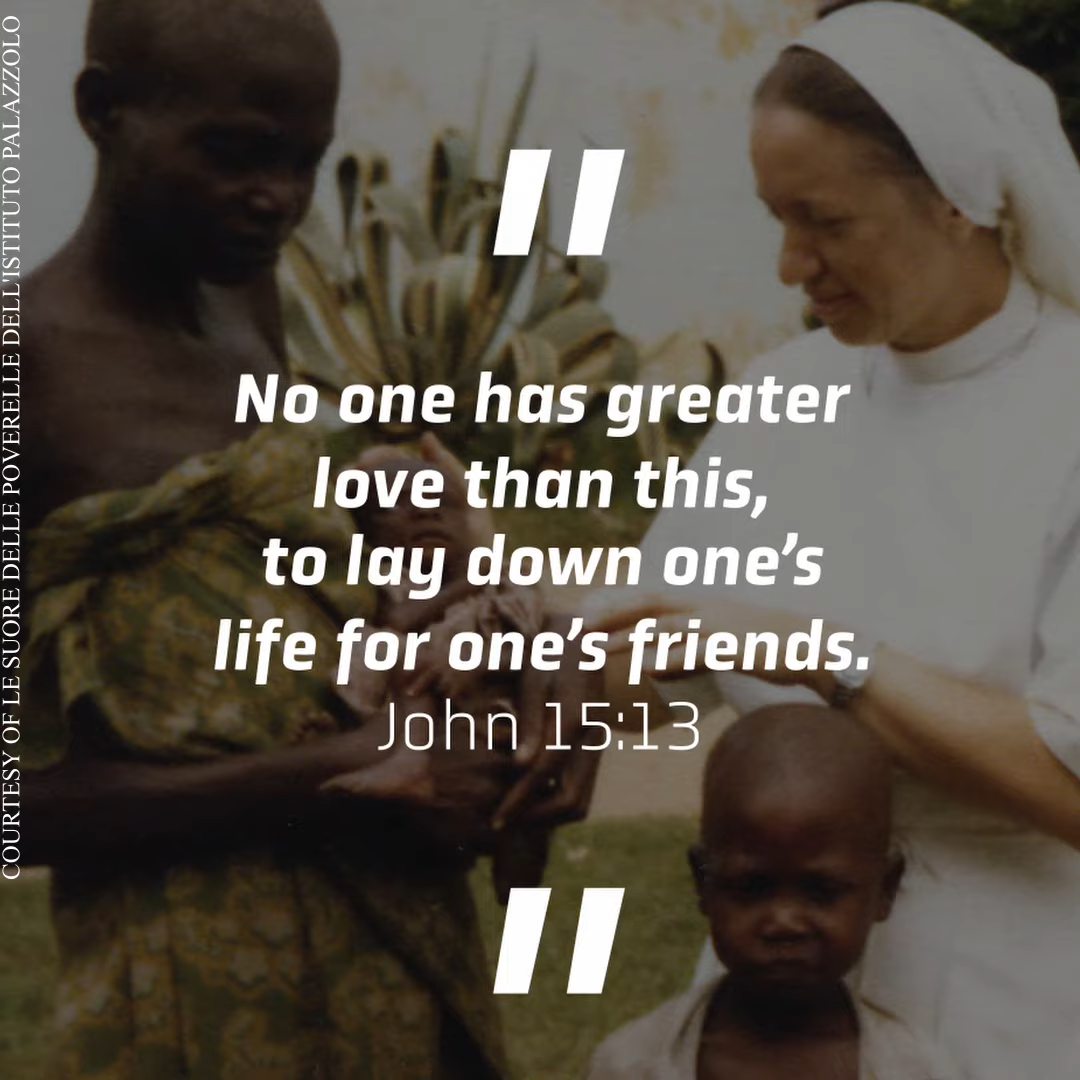 COURTESY OF LE SUORE DELLE POVERELLE DELL'ISTITUTO PALAZZOLO
"
No one has greater
love than this,
to lay down one’s
life for one’s friends.
John 15:13
"